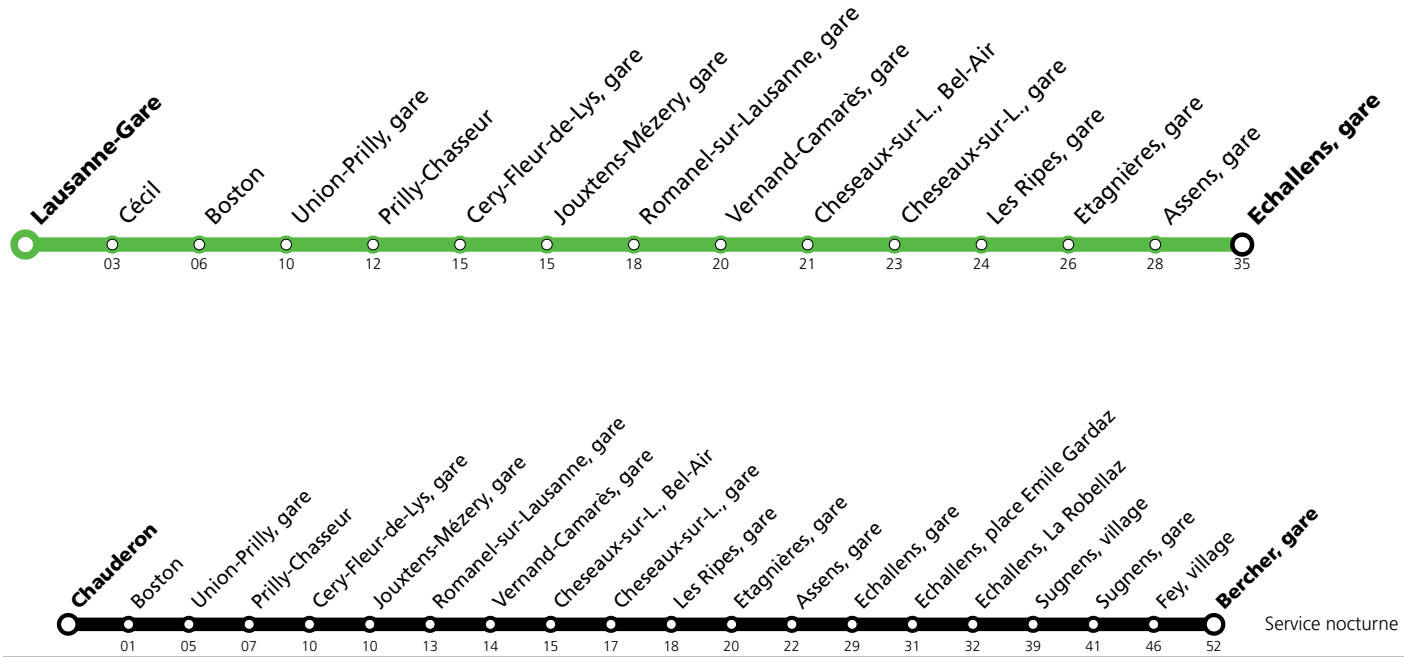 Lausanne-Gare
Cécil
Boston
Union-Prilly, gare
Prilly-Chasseur
Cery-Fleur-de-Lys, gare
Jouxtens-Mézery, gare
Romanel-sur-Lausanne, gare
Vernand-Camarès, gare
Cheseaux-sur-L., Bel-Air
Cheseaux-sur-L., gare
Les Ripes, gare
Etagnières, gare
Assens, gare
Echallens, gare
03 06 10 12 15 15 18 20 21 23 24 26 28 35
Chauderon
Boston
Union-Prilly, gare
Prilly-Chasseur
Cery-Fleur-de-Lys, gare
Jouxtens-Mézery, gare
Romanel-sur-Lausanne, gare
Vernand-Camarès, gare
Cheseaux-sur-L., Bel-Air
Cheseaux-sur-L., gare
Les Ripes, gare
Etagnières, gare
Assens, gare
Echallens, gare
Echallens, place Emile Gardaz
Echallens, La Robellaz
Sugnens, village
Sugnens, gare
Fey, village
Bercher, gare
Service nocturne
01 05 07 10 10 13 14 15 17 18 20 22 29 31 32 39 41 46 52